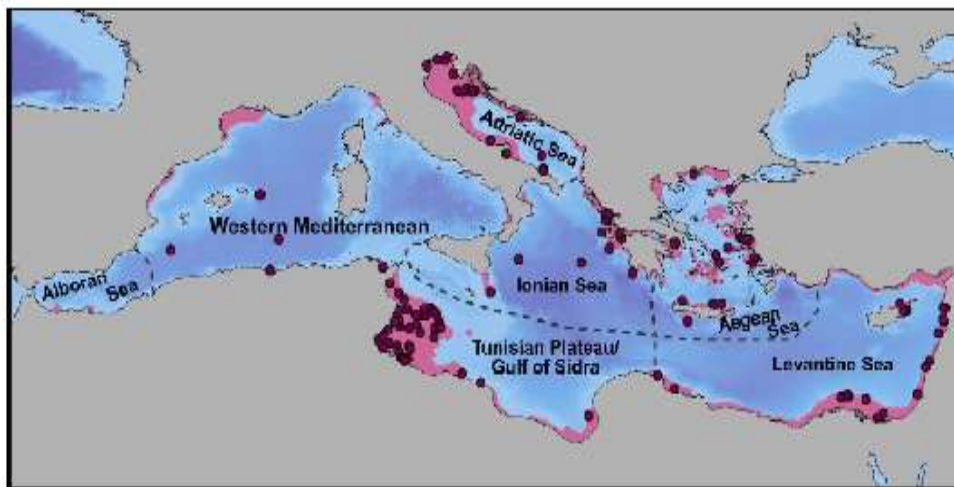 Adriatic Sea
Western Mediterranean
Alboran Sea
Ionian Sea
Aegean
Sea
Tunisian Plateau/
Gulf of Sidra
Levantine Sea